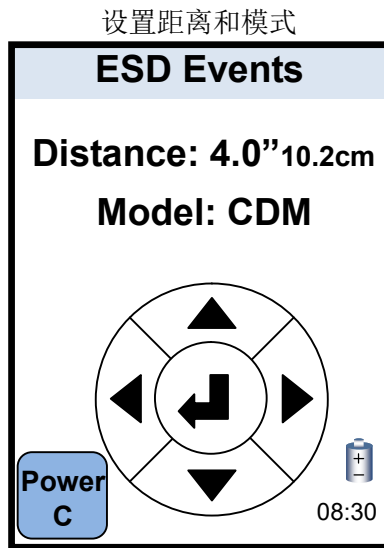 设置距离和模式
ESD Events
Distance: 4.0”10.2cm
Model: CDM
Power
C
+
−
08:30